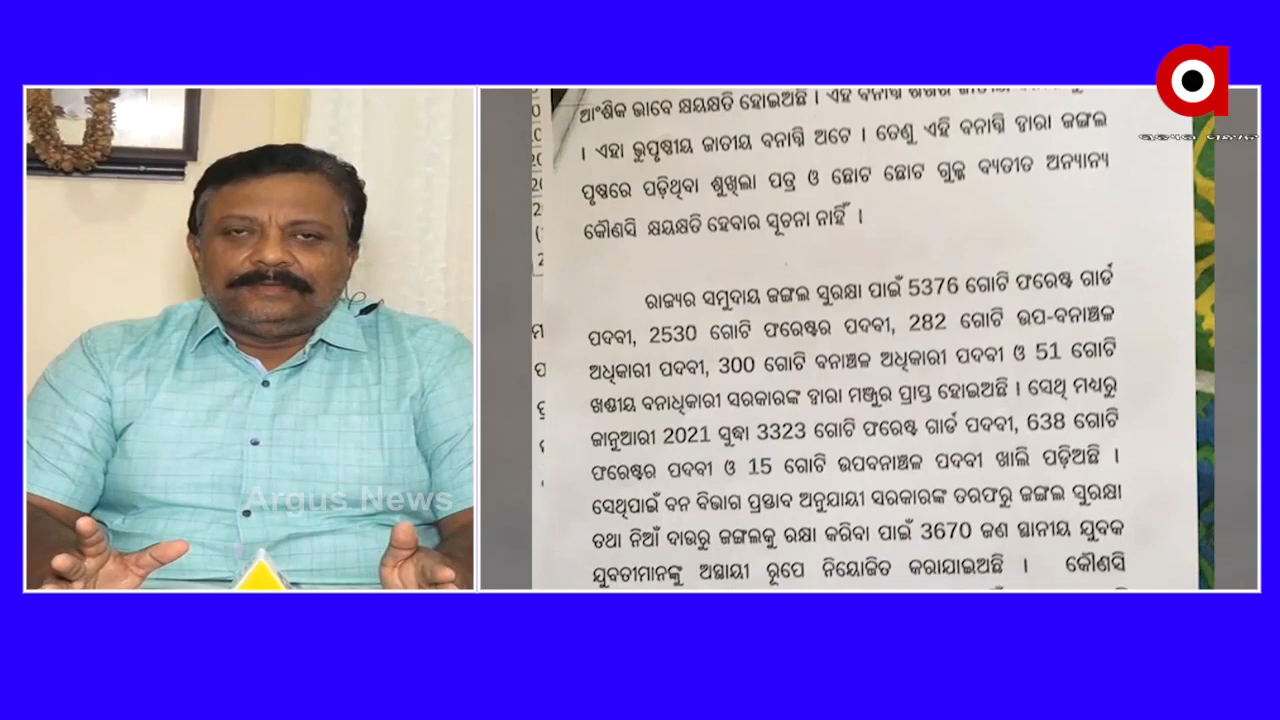 ଆଂଶିକ ଭାବେ କ୍ଷୟକ୍ଷତି ହୋଇଅଛି । ଏହି ବନାଗ୍ନି
। ଏହା ଭୁପୃଷ୍ଠୀୟ ଜାତୀୟ ବନାଗ୍ନି ଅଟେ । ତେଣୁ ଏହି ବନାଗ୍ନି ଦ୍ୱାରା ଜଙ୍ଗଲ
ପୃଷ୍ଠରେ ପଡ଼ିଥିବା ଶୁଖିଲା ପତ୍ର ଓ ଛୋଟ ଛୋଟ ଗୁଳ୍ମ ବ୍ୟତୀତ ଅନ୍ୟାନ୍ୟ
କୌଣସି କ୍ଷୟକ୍ଷତି ହେବାର ସୂଚନା ନାହିଁ ।
ରାଜ୍ୟର ସମୁଦାୟ ଜଙ୍ଗଲ ସୁରକ୍ଷା ପାଇଁ 5376 ଗୋଟି ଫରେଷ୍ଟ ଗାର୍ଡ
ପଦବୀ, 2530 ଗୋଟି ଫରେଷ୍ଟର ପଦବୀ, 282 ଗୋଟି ଉପ-ବନାଞ୍ଚଳ
ଅଧିକାରୀ ପଦବୀ, 300 ଗୋଟି ବନାଞ୍ଚଳ ଅଧିକାରୀ ପଦବୀ ଓ 51 ଗୋଟି
ଖଣ୍ଡୀୟ ବନାଧିକାରୀ ସରକାରଙ୍କ ଦ୍ୱାରା ମଞ୍ଜୁର ପ୍ରାପ୍ତ ହୋଇଅଛି । ସେଥି ମଧ୍ୟରୁ
ଜାନୁଆରୀ 2021 ସୁଦ୍ଧା 3323 ଗୋଟି ଫରେଷ୍ଟ ଗାର୍ଡ ପଦବୀ, 638 ଗୋଟି
ଫରେଷ୍ଟର ପଦବୀ ଓ 15 ଗୋଟି ଉପବନାଞ୍ଚଳ ପଦବୀ ଖାଲି ପଡ଼ିଅଛି ।
ସେଥିପାଇଁ ବନ ବିଭାଗ ପ୍ରସ୍ତାବ ଅନୁଯାୟୀ ସରକାରଙ୍କ ତରଫରୁ ଜଙ୍ଗଲ ସୁରକ୍ଷା
ତଥା ନିଆଁ ଦାଉରୁ ଜଙ୍ଗଲକୁ ରକ୍ଷା କରିବା ପାଇଁ 3670 ଜଣ ସ୍ଥାନୀୟ ଯୁବକ
ଯୁବତୀମାନଙ୍କୁ ଅସ୍ଥାୟୀ ରୂପେ ନିୟୋଜିତ କରାଯାଇଅଛି । କୌଣସି
Argus News